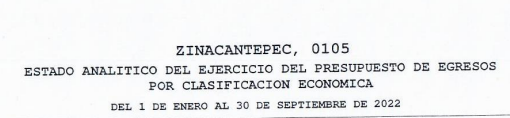 ZINACANTEPEC, 0105
ESTADO ANALITICO DEL EJERCICIO DEL PRESUPUESTO DE EGRESOS
POR CLASIFICACION ECONOMICA
DEL 1 DE ENERO AL 30 DE SEPTIEMBRE DE 2022